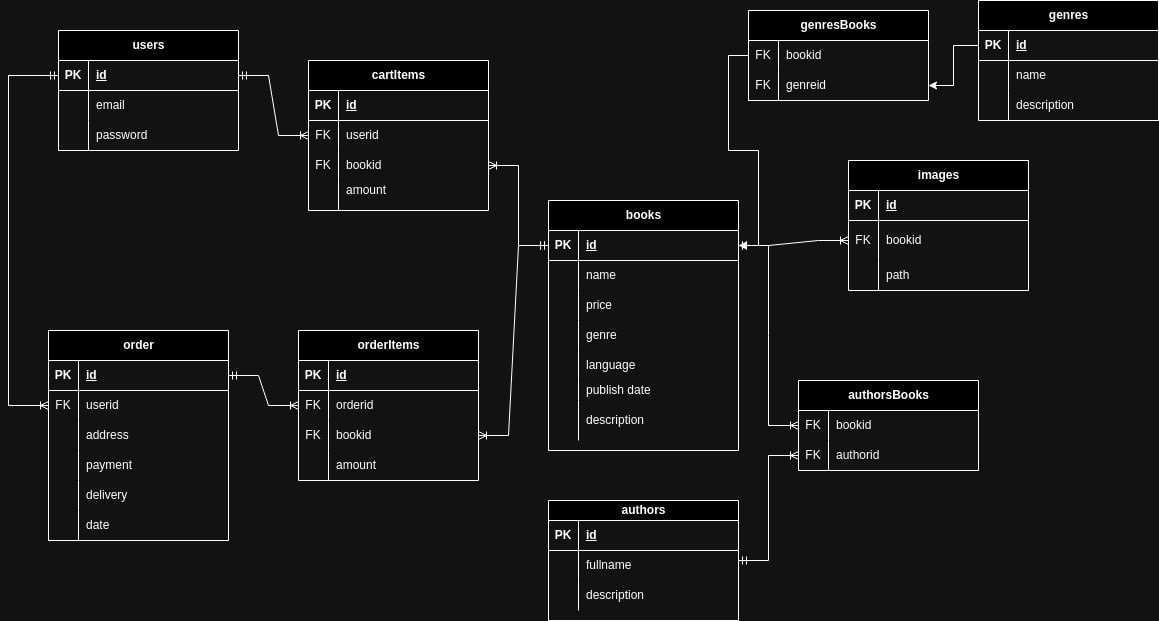 users
PK id
email
password
cartItems
PK id
FK userid
FK bookid
amount
genresBooks
FK bookid
FK genreid
genres
PK id
name
description
images
PK id
FK bookid
path
books
PK id
name
price
genre
language
publish date
description
order
PK id
FK userid
address
payment
delivery
date
orderItems
PK id
FK orderid
FK bookid
amount
authorsBooks
FK bookid
FK authorid
authors
PK id
fullname
description